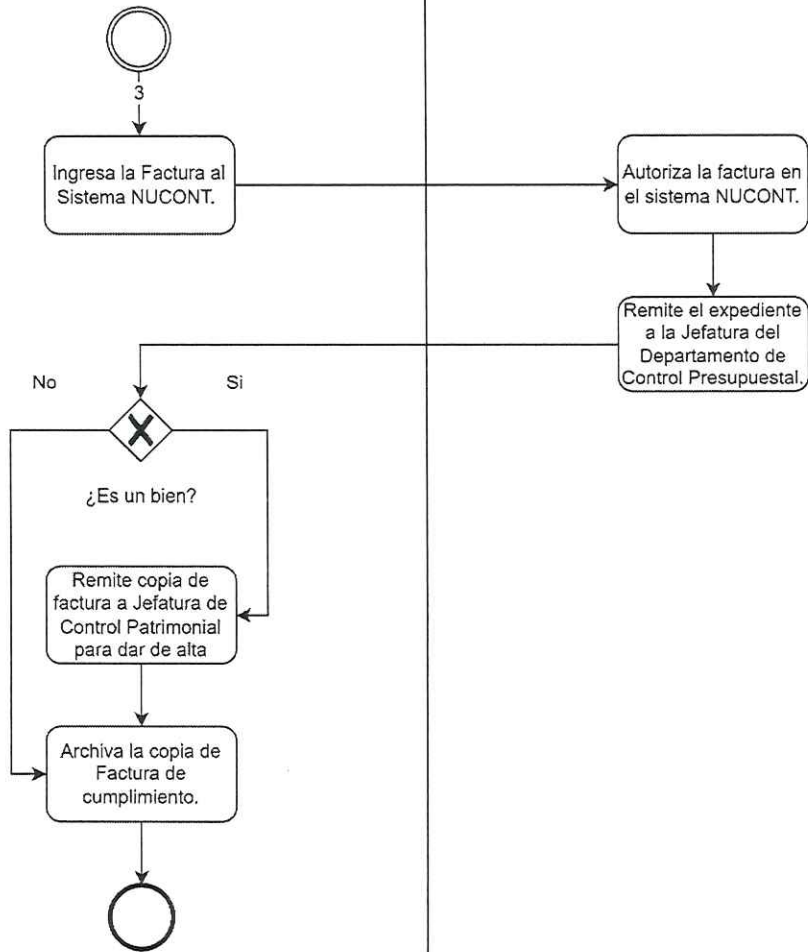 3
Ingresa la Factura al
Sistema NUCONT.
Autoriza la factura en
el sistema NUCONT.
Remite el expediente
a la Jefatura del
Departamento de
Control Presupuestal.
No
Si
¿Es un bien?
Remite copia de
factura a Jefatura de
Control Patrimonial
para dar de alta
Archiva la copia de
Factura de
cumplimiento.